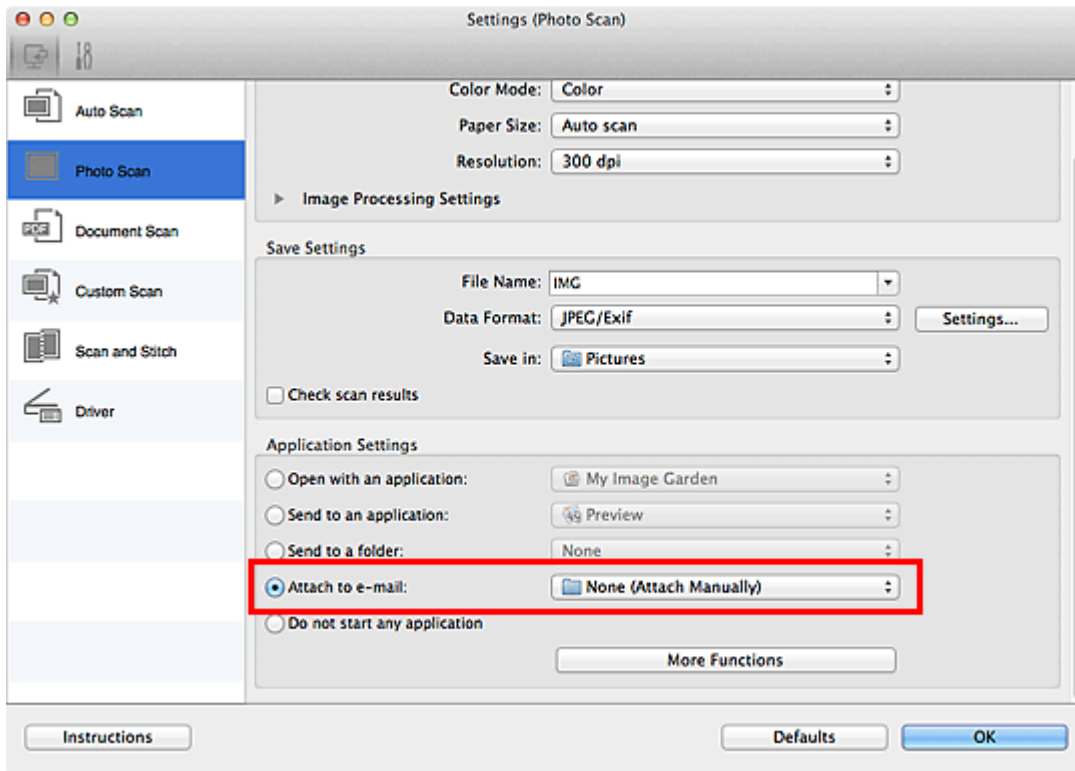 Settings (Photo Scan)
Auto Scan
Photo Scan
PDF
Document Scan
Custom Scan
Scan and Stitch
Driver
Color Mode: Color
Paper Size: Auto scan
Resolution: 300 dpi
Image Processing Settings
Save Settings
File Name: IMG
Data Format: JPEG/Exif Settings...
Save in: Pictures
Check scan results
Application Settings
Open with an application: My Image Garden
Send to an application: Preview
Send to a folder: None
Attach to e-mail: None (Attach Manually)
Do not start any application
More Functions
Instructions Defaults OK